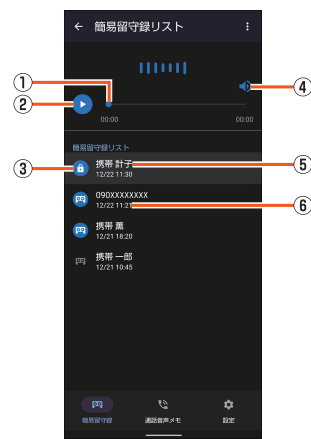 簡易留守録リスト
①
②
④
00:00
00:00
簡易留守録リスト
③
携帯 計子
12/22 11:30
⑤
090XXXXXXXX
12/22 11:21
⑥
携帯 薫
12/21 18:20
携帯 一郎
12/21 10:45
簡易留守録
通話音声メモ
設定